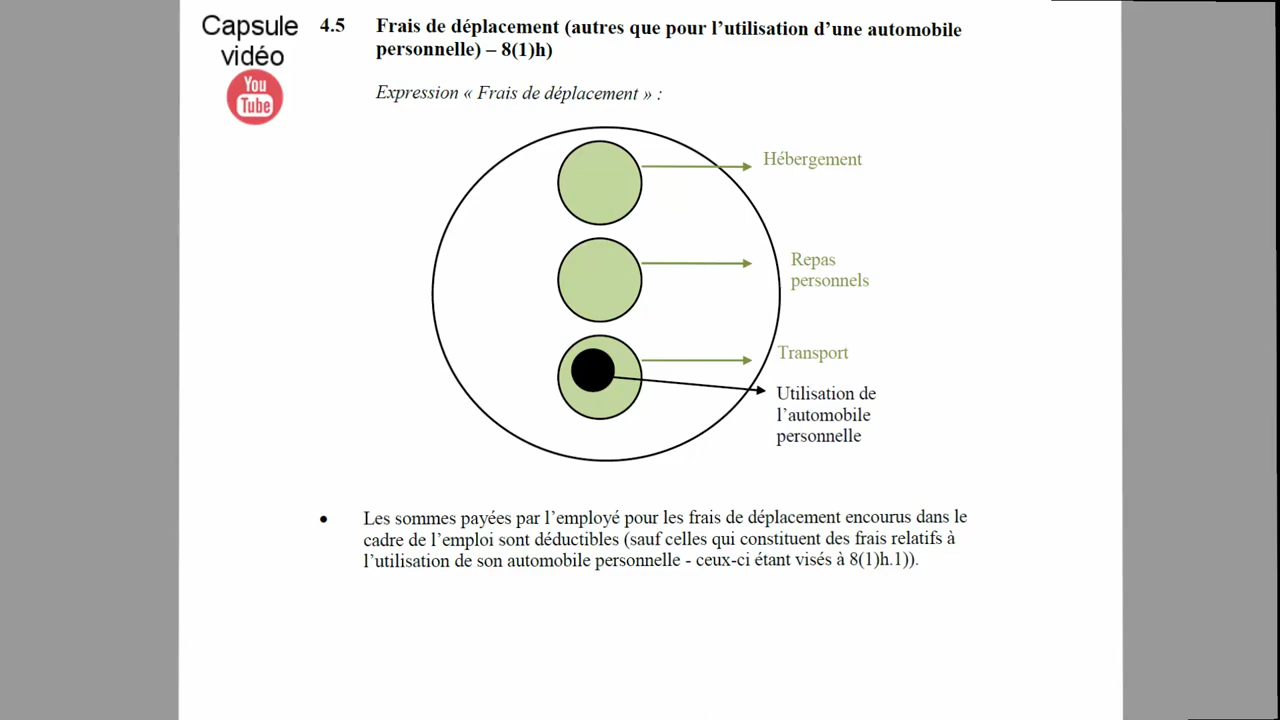 Capsule
vidéo
You
Tube
4.5 Frais de déplacement (autres que pour l’utilisation d’une automobile
personnelle) – 8(1)h)
Expression « Frais de déplacement » :
Hébergement
Repas
personnels
Transport
Utilisation de
l’automobile
personnelle
• Les sommes payées par l’employé pour les frais de déplacement encourus dans le
cadre de l’emploi sont déductibles (sauf celles qui constituent des frais relatifs à
l’utilisation de son automobile personnelle - ceux-ci étant visés à 8(1)h.1)).